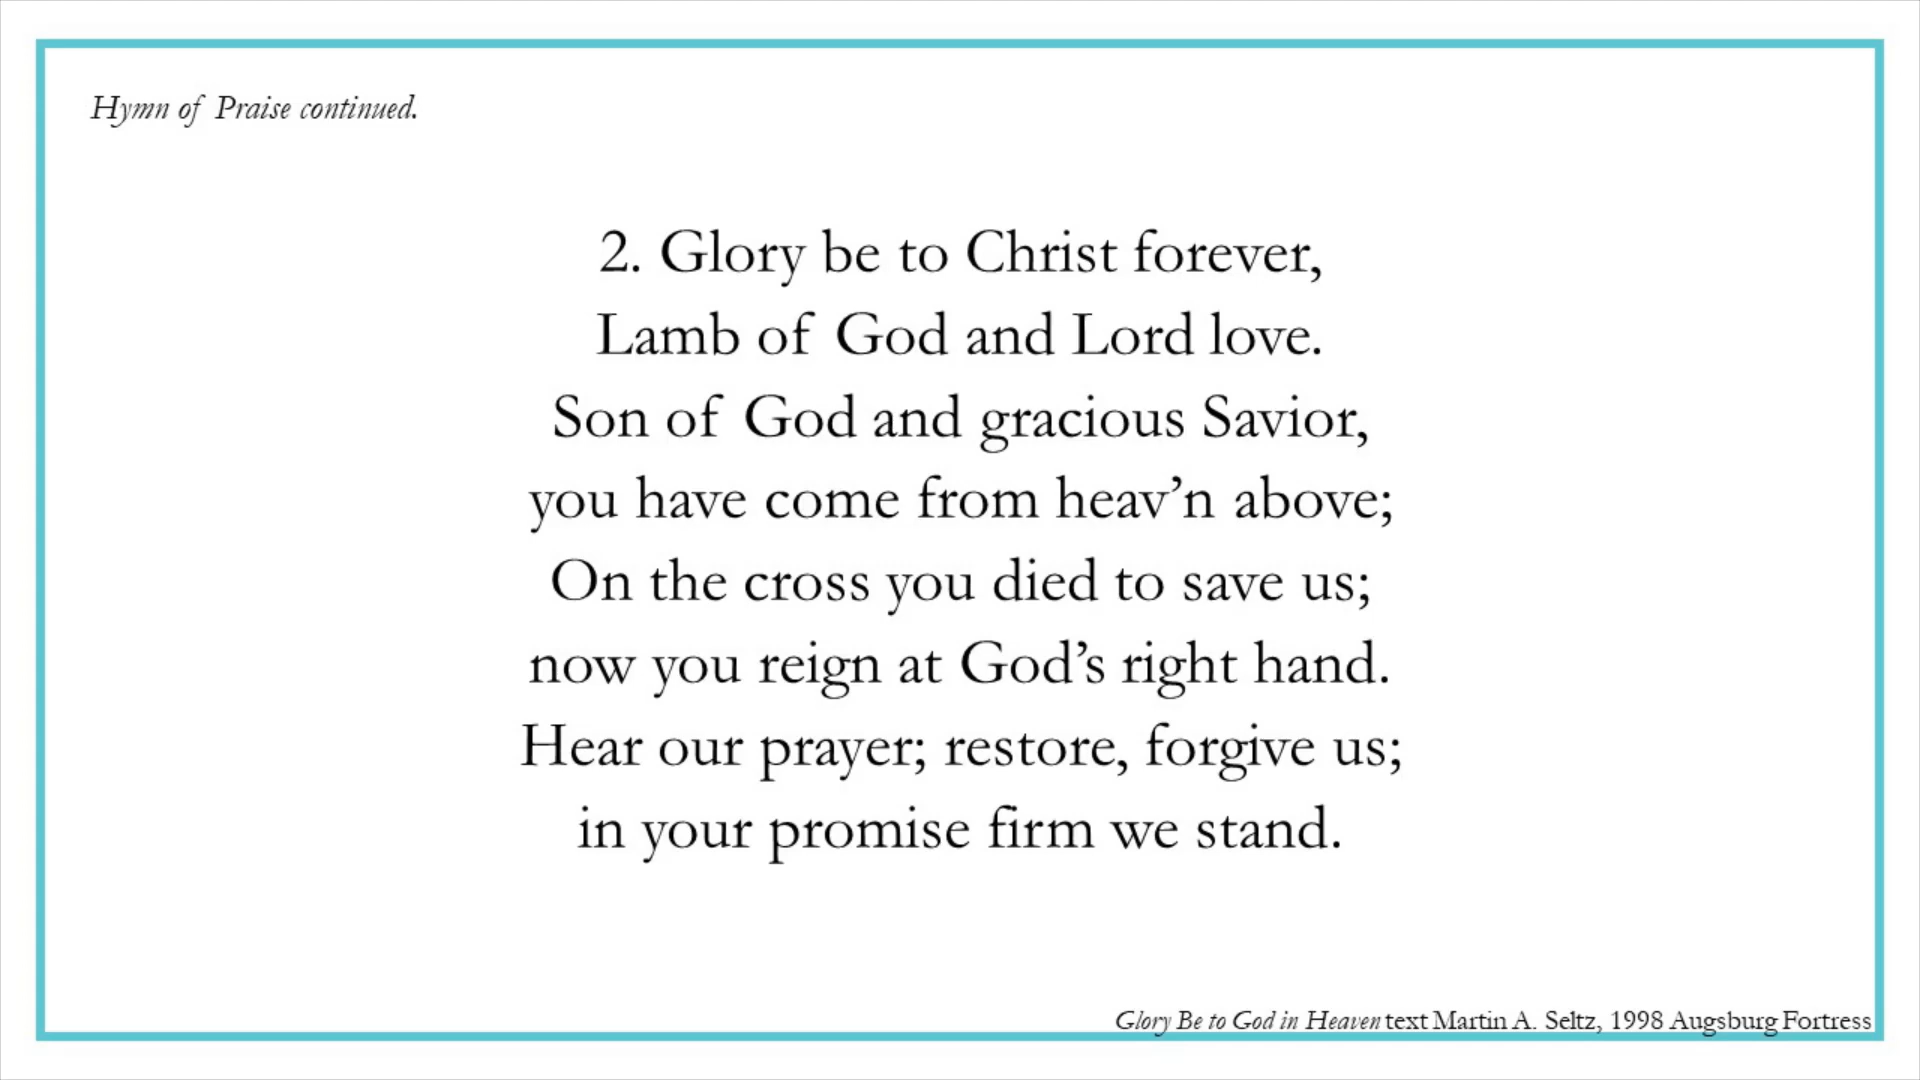 Hymn of Praise continued.
2. Glory be to Christ forever,
Lamb of God and Lord love.
Son of God and gracious Savior,
you have come from heav’n above;
On the cross you died to save us;
now you reign at God’s right hand.
Hear our prayer; restore, forgive us;
in your promise firm we stand.
Glory Be to God in Heaven text Martin A. Seltz, 1998 Augsburg Fortress